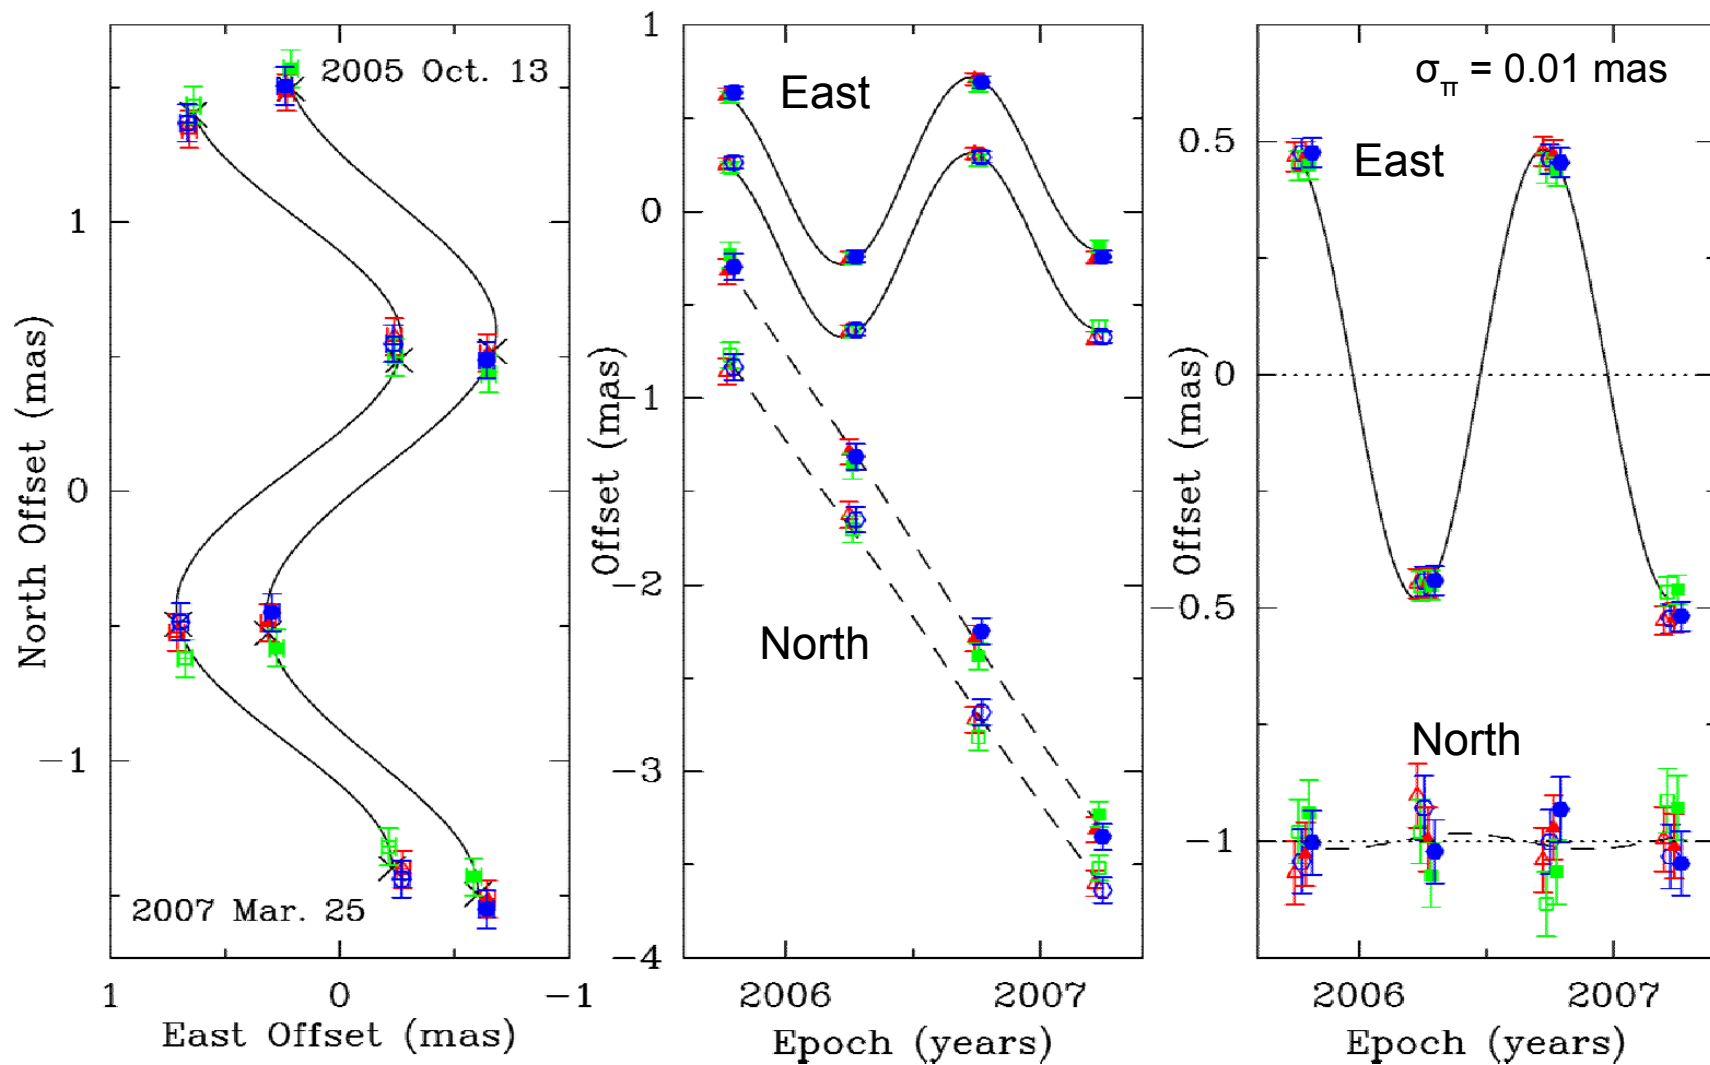 2005 Oct. 13
1
0
−1
North Offset (mas)
2007 Mar. 25
1 0 −1
East Offset (mas)
1
0
−1
−2
−3
−4
Offset (mas)
East
North
2006 2007
Epoch (years)
σπ = 0.01 mas
0.5
0
−0.5
−1
Offset (mas)
East
North
2006 2007
Epoch (years)